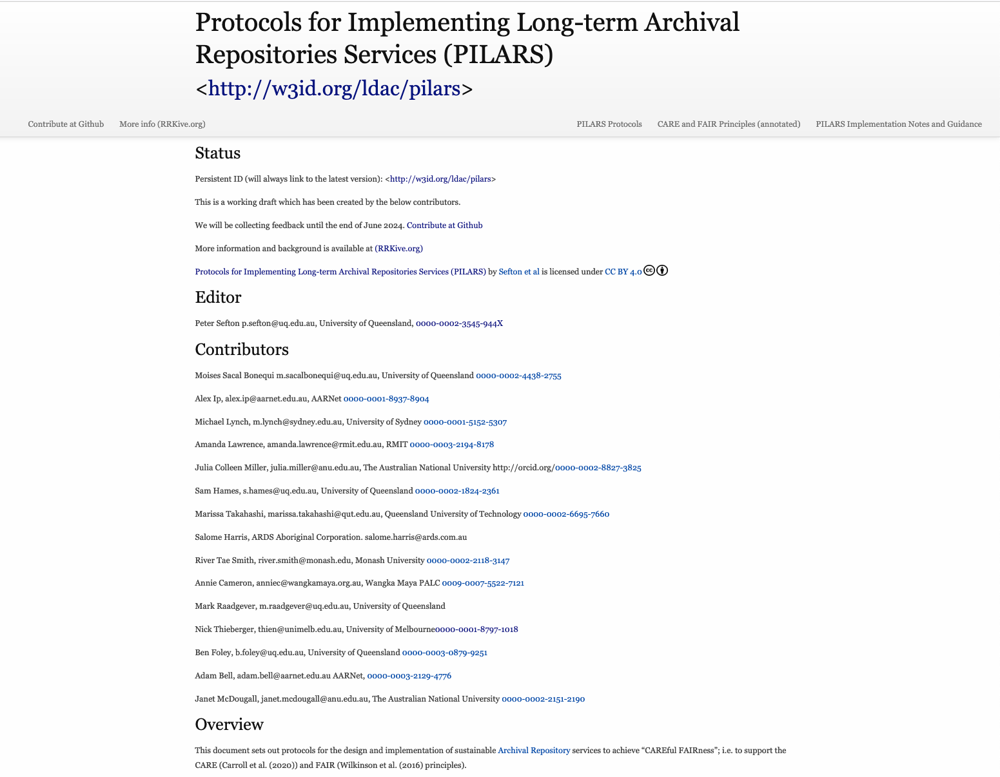 Protocols for Implementing Long-term Archival
Repositories Services (PILARS)
<http://w3id.org/ldac/pilars>
Contribute at Github More info (RRKive.org) PILARS Protocols CARE and FAIR Principles (annotated) PILARS Implementation Notes and Guidance
Status
Persistent ID (will always link to the latest version): <http://w3id.org/ldac/pilars>
This is a working draft which has been created by the below contributors.
We will be collecting feedback until the end of June 2024. Contribute at Github
More information and background is available at (RRKive.org)
Protocols for Implementing Long-term Archival Repositories Services (PILARS) by Sefton et al is licensed under CC BY 4.0
Editor
Peter Sefton p.sefton@uq.edu.au, University of Queensland, 0000-0002-3545-944X
Contributors
Moises Sacal Bonequi m.sacalbonequi@uq.edu.au, University of Queensland 0000-0002-4438-2755
Alex Ip, alex.ip@aarnet.edu.au, AARNet 0000-0001-8937-8904
Michael Lynch, m.lynch@sydney.edu.au, University of Sydney 0000-0001-5152-5307
Amanda Lawrence, amanda.lawrence@rmit.edu.au, RMIT 0000-0003-2194-8178
Julia Colleen Miller, julia.miller@anu.edu.au, The Australian National University http://orcid.org/0000-0002-8827-3825
Sam Hames, s.hames@uq.edu.au, University of Queensland 0000-0002-1824-2361
Marissa Takahashi, marissa.takahashi@qut.edu.au, Queensland University of Technology 0000-0002-6695-7660
Salome Harris, ARDS Aboriginal Corporation. salome.harris@ards.com.au
River Tae Smith, river.smith@monash.edu, Monash University 0000-0002-2118-3147
Annie Cameron, anniec@wangkamaya.org.au, Wangka Maya PALC 0009-0007-5522-7121
Mark Raadgever, m.raadgever@uq.edu.au, University of Queensland
Nick Thieberger, thien@unimelb.edu.au, University of Melbourne0000-0001-8797-1018
Ben Foley, b.foley@uq.edu.au, University of Queensland 0000-0003-0879-9251
Adam Bell, adam.bell@aarnet.edu.au AARNet, 0000-0003-2129-4776
Janet McDougall, janet.mcdougall@anu.edu.au, The Australian National University 0000-0002-2151-2190
Overview
This document sets out protocols for the design and implementation of sustainable Archival Repository services to achieve “CAREful FAIRness”; i.e. to support the
CARE (Carroll et al. (2020)) and FAIR (Wilkinson et al. (2016) principles).